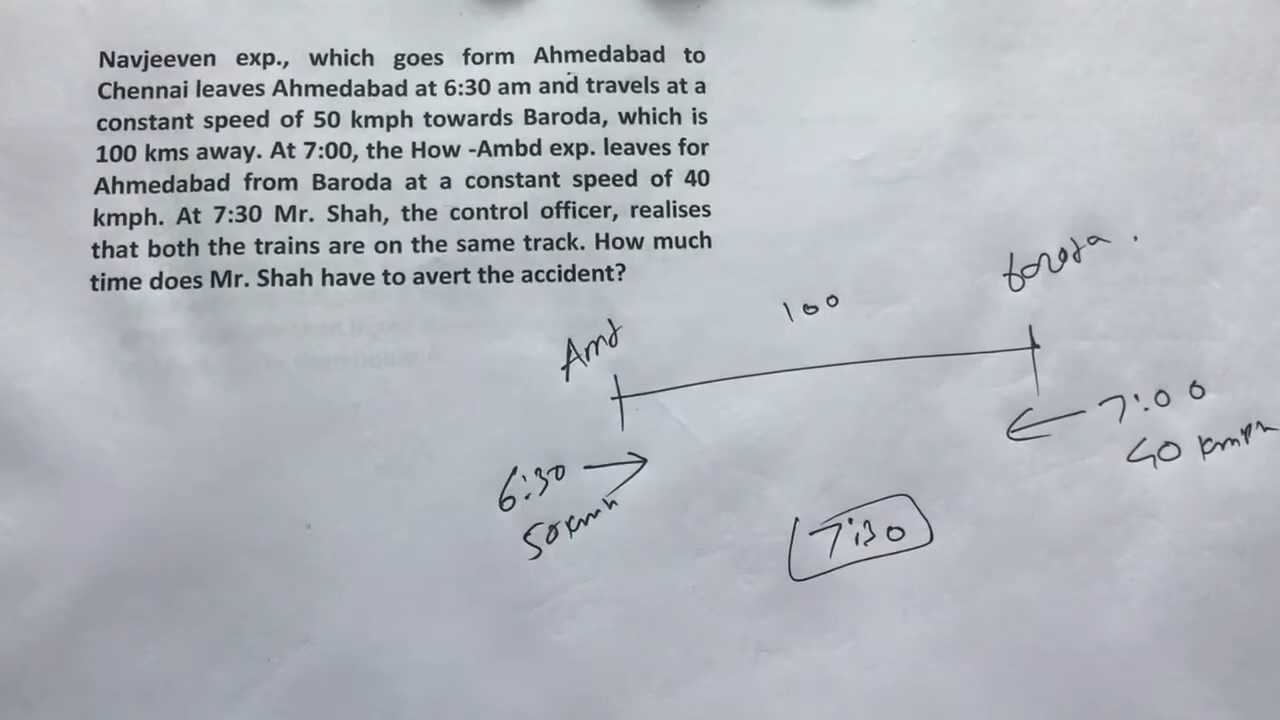 Navjeeven exp., which goes form Ahmedabad to
Chennai leaves Ahmedabad at 6:30 am and travels at a
constant speed of 50 kmph towards Baroda, which is
100 kms away. At 7:00, the How -Ambd exp. leaves for
Ahmedabad from Baroda at a constant speed of 40
kmph. At 7:30 Mr. Shah, the control officer, realises
that both the trains are on the same track. How much
time does Mr. Shah have to avert the accident?
Amd
100
6:30
50 kmh
7:00
40 kmph
7:30